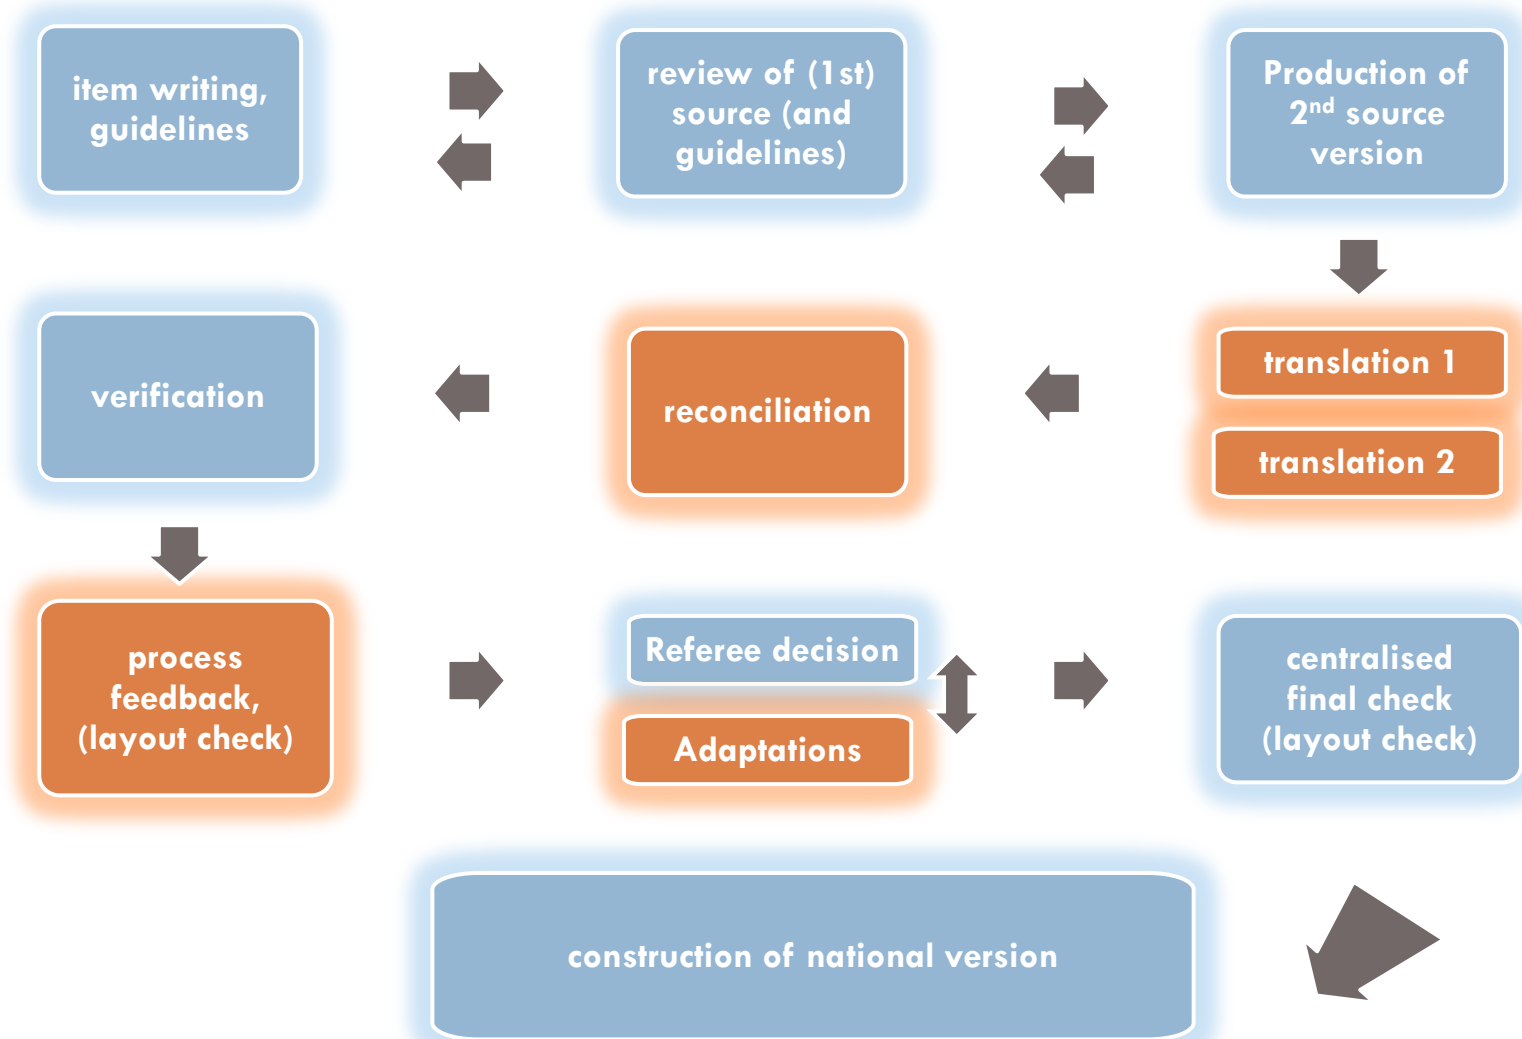 item writing,
guidelines
review of (1st)
source (and
guidelines)
Production of
2nd source
version
verification
reconciliation
translation 1
translation 2
process
feedback,
(layout check)
Referee decision
Adaptations
centralised
final check
(layout check)
construction of national version